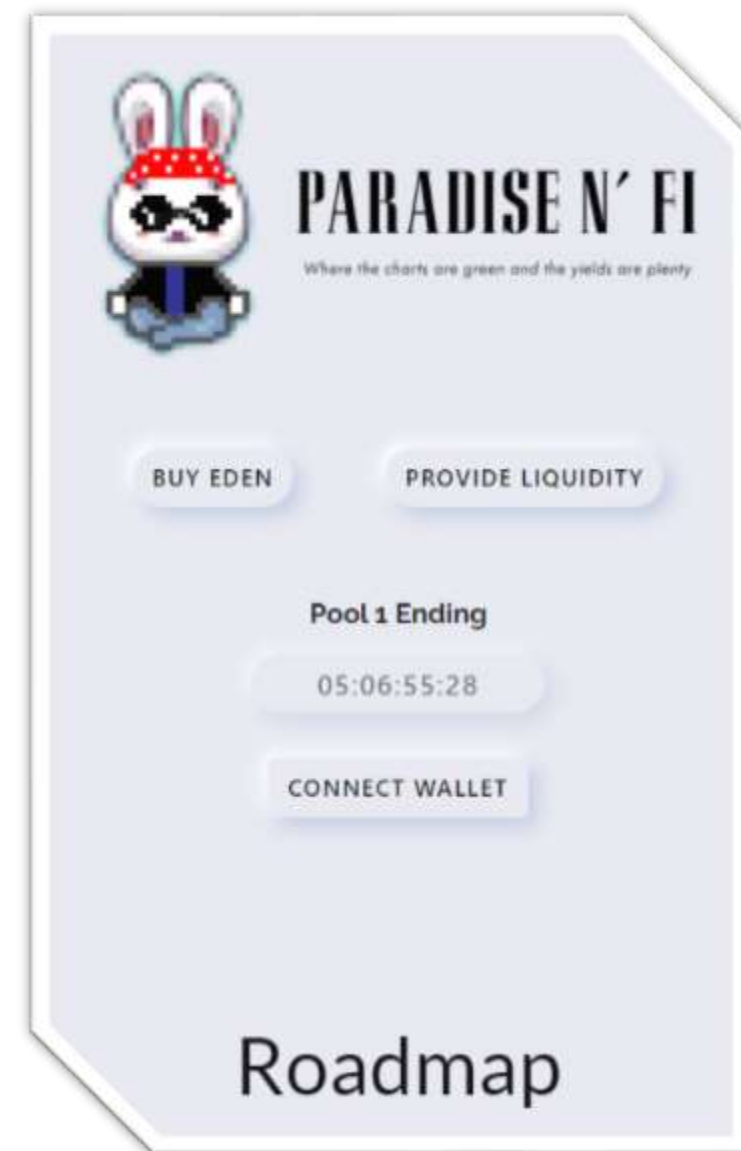 PARADISE N´ FI
Where the charts are green and the yields are plenty
BUY EDEN
PROVIDE LIQUIDITY
Pool 1 Ending
05:06:55:28
CONNECT WALLET
Roadmap